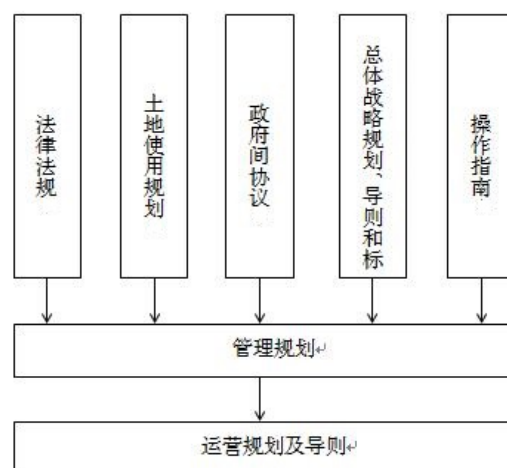 法律法规
土地使用规划
政府间协议
总体战略规划、导则和标
操作指南
管理规划
运营规划及导则